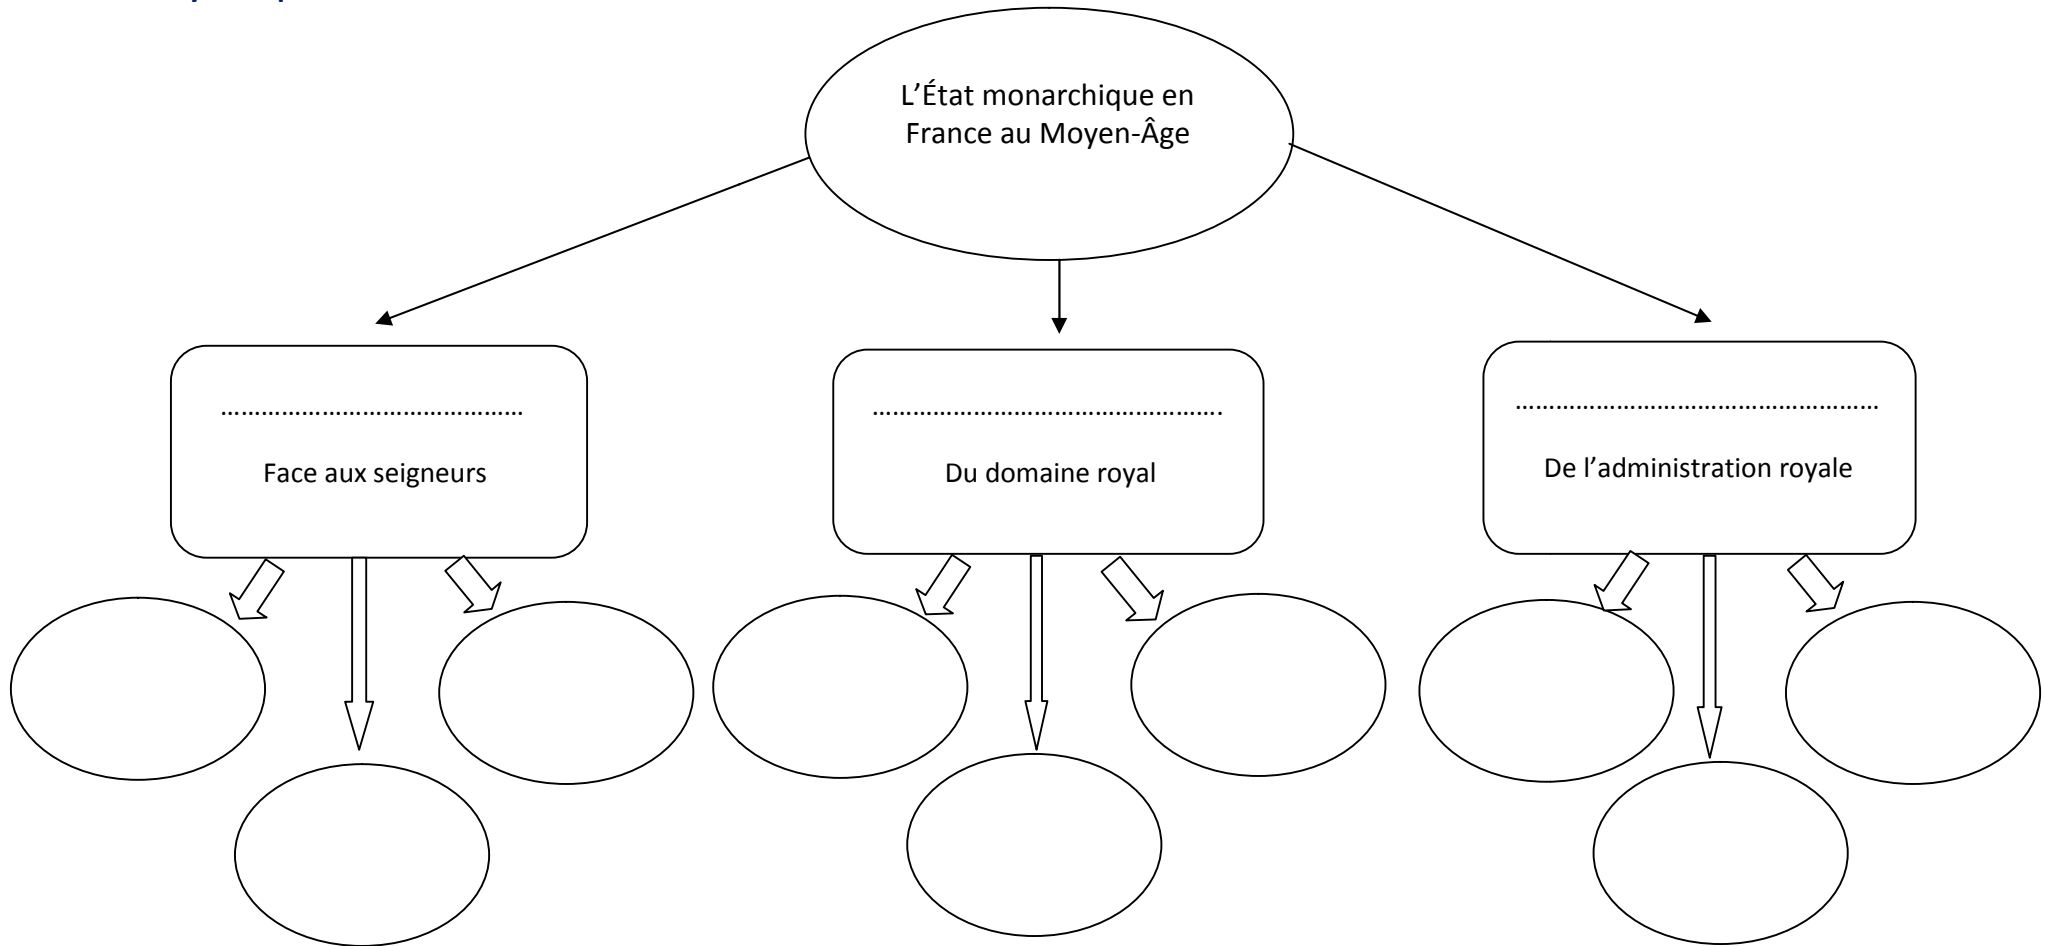 L’État monarchique en
France au Moyen-Âge
………………………………………
Face aux seigneurs
…………………………………………….
Du domaine royal
………………………………………………
De l’administration royale